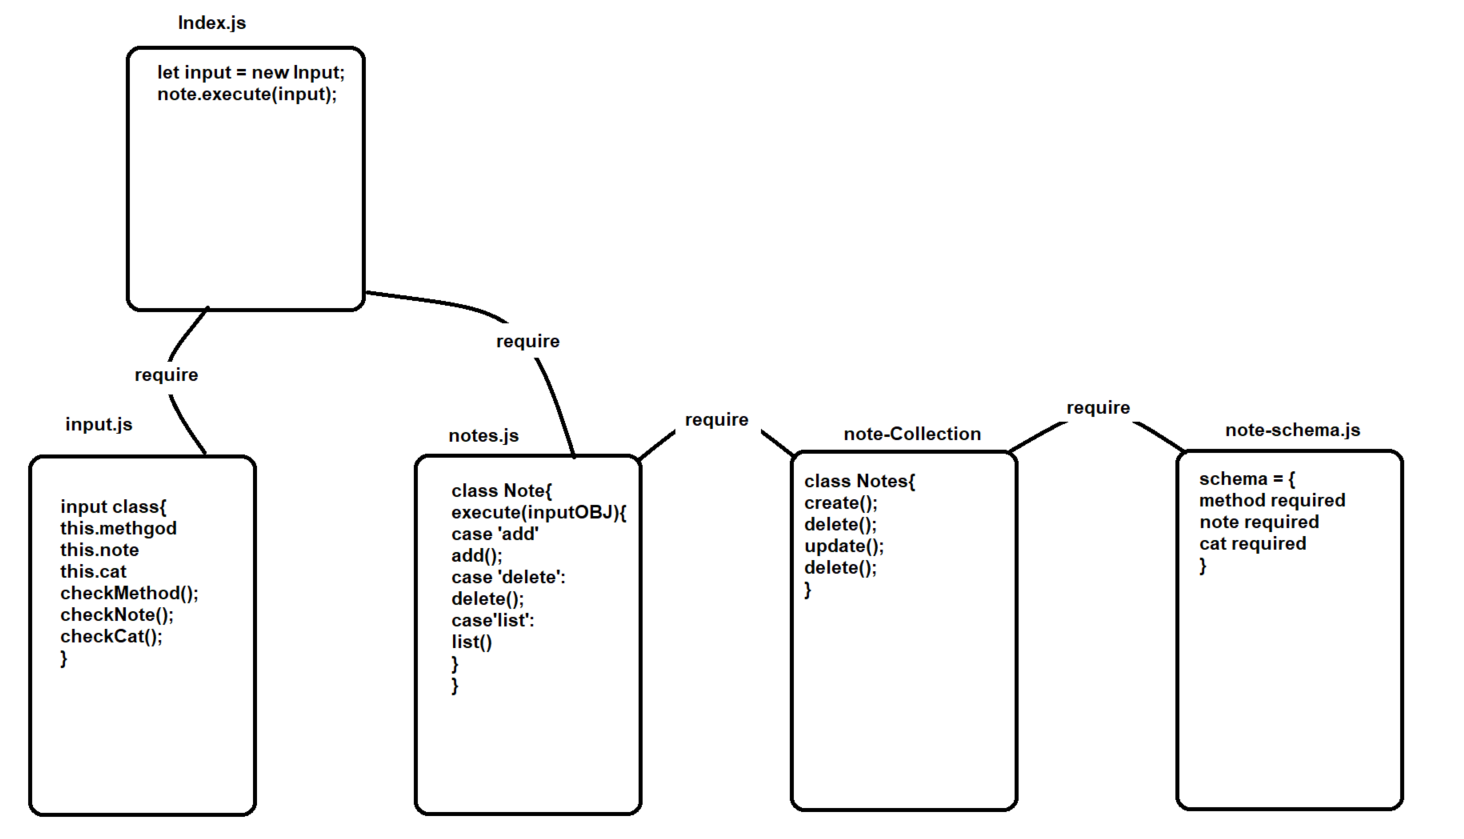 Index.js
let input = new Input;
note.execute(input);
require
require
input.js
input class{
this.methgod
this.note
this.cat
checkMethod();
checkNote();
checkCat();
}
notes.js
class Note{
execute(inputOBJ){
case 'add'
add();
case 'delete':
delete();
case'list':
list()
}
}
require
note-Collection
class Notes{
create();
delete();
update();
delete();
}
require
note-schema.js
schema = {
method required
note required
cat required
}